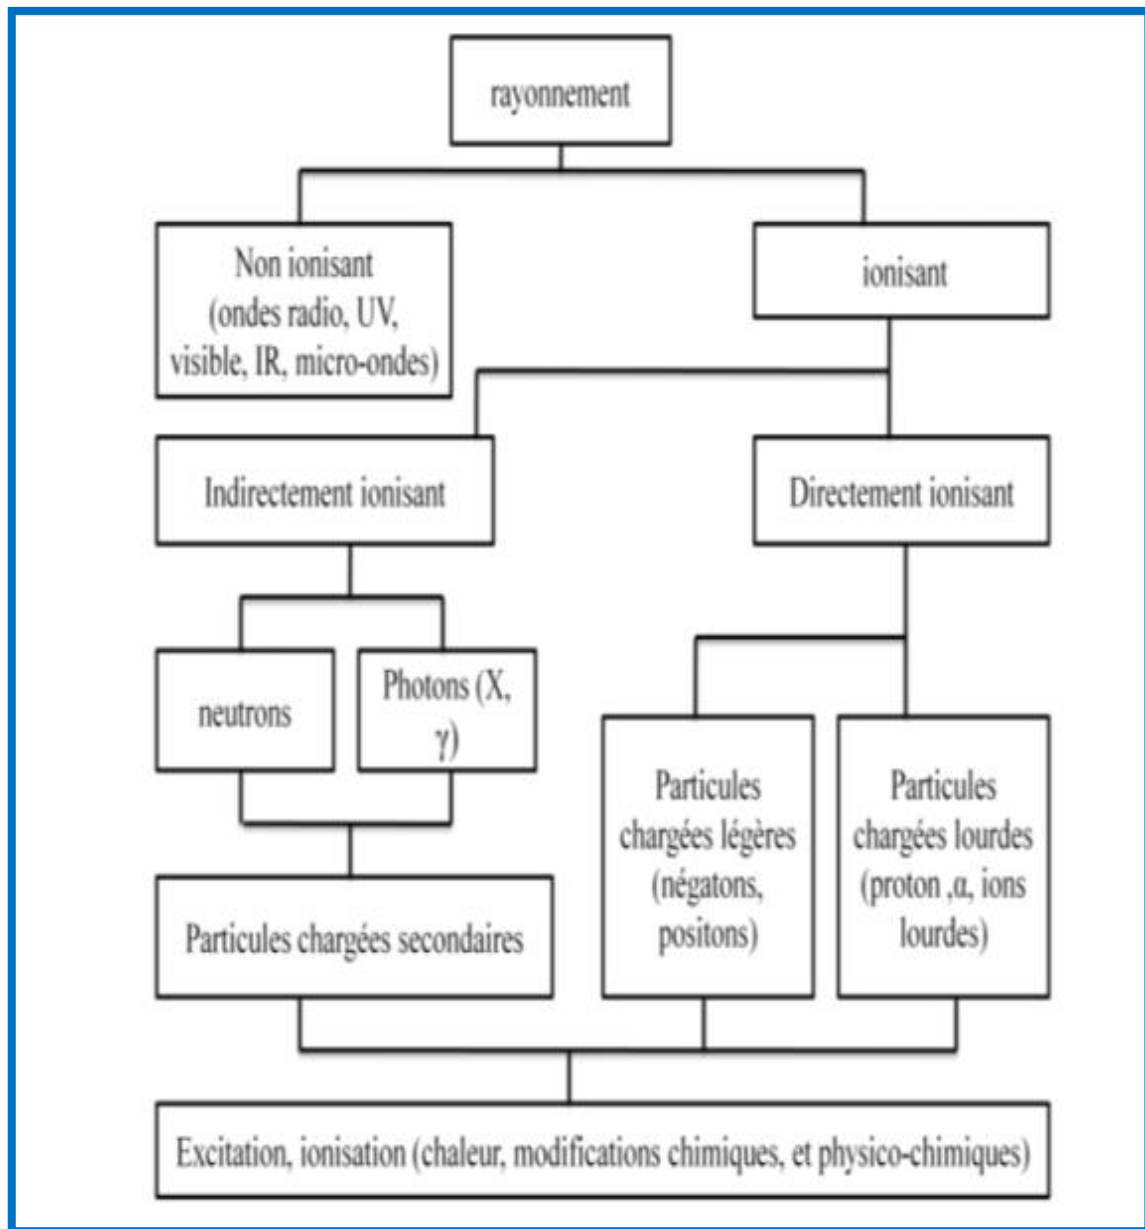 rayonnement
Non ionisant
(ondes radio, UV,
visible, IR, micro-ondes)
ionisant
Indirectement ionisant
Directement ionisant
neutrons
Photons (X,
γ)
Particules
chargées légères
(négatons,
positons)
Particules
chargées lourdes
(proton ,α, ions
lourdes)
Particules chargées secondaires
Excitation, ionisation (chaleur, modifications chimiques, et physico-chimiques)